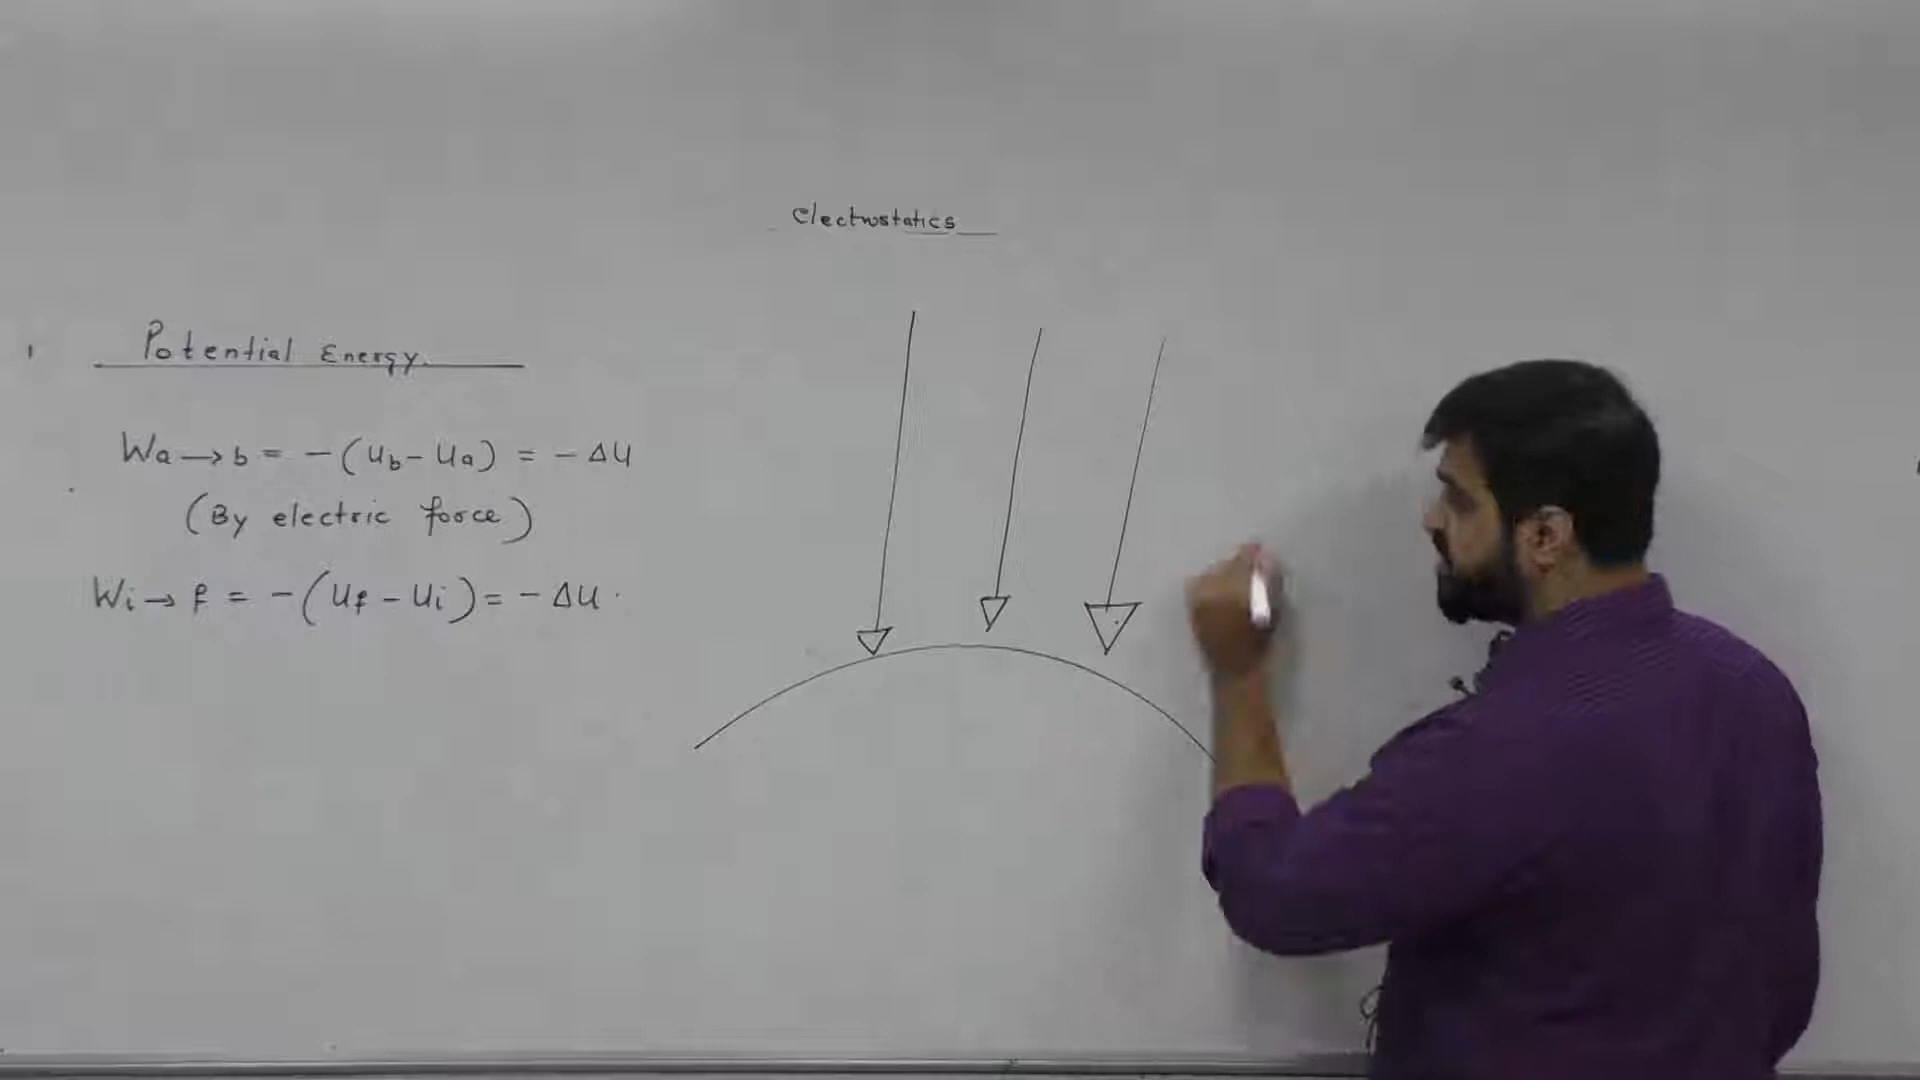 Electrostatics
Potential Energy
Wa → b = -(Ub - Ua) = - ΔU
(By electric force)
Wi → f = -(Uf - Ui) = - ΔU.